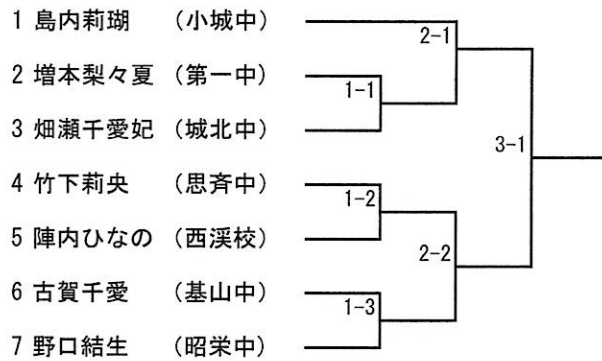 1 島内莉瑚 (小城中)
2-1
2 増本梨々夏 (第一中)
1-1
3 畑瀬千愛妃 (城北中)
3-1
4 竹下莉央 (思斉中)
1-2
5 陣内ひなの (西渓校)
2-2
6 古賀千愛 (基山中)
1-3
7 野口結生 (昭栄中)